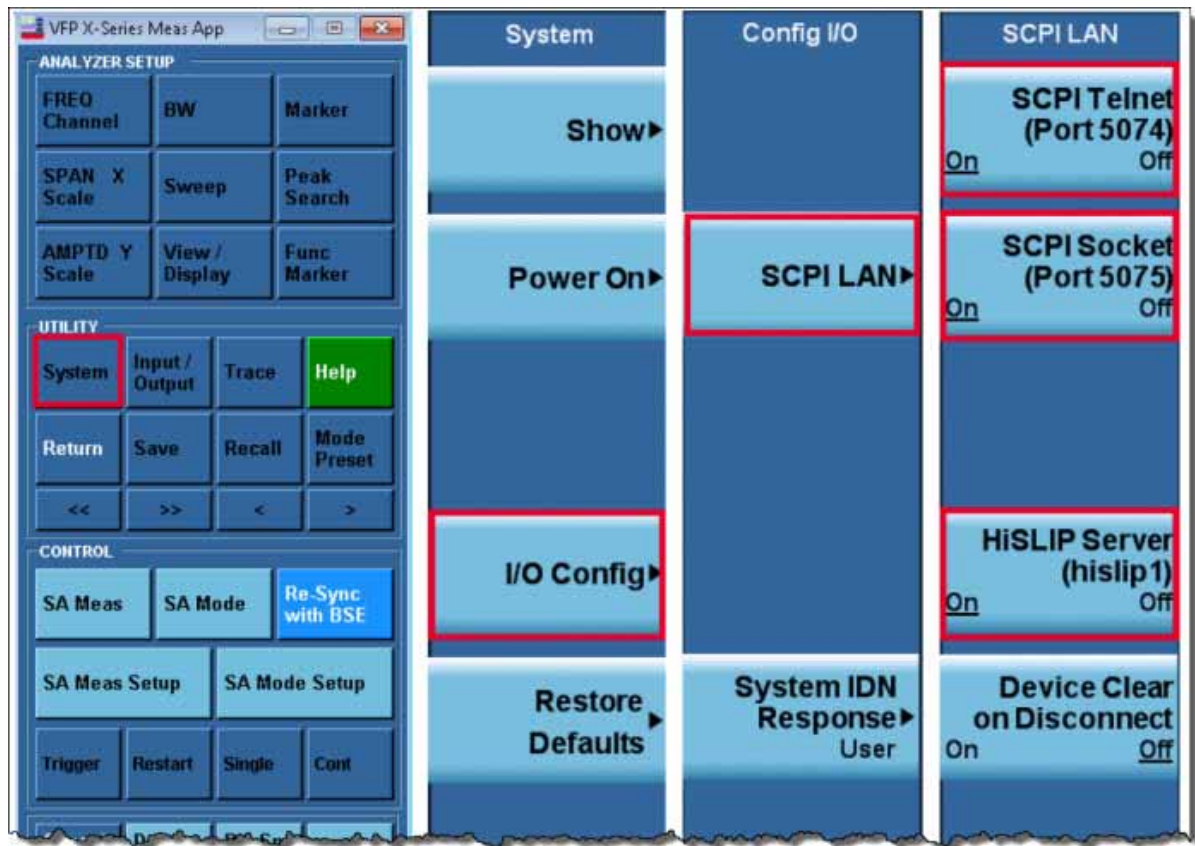 VFP X-Series Meas App
ANALYZER SETUP
FREQ
Channel
BW
Marker
SPAN X
Scale
Sweep
Peak
Search
AMPTD Y
Scale
View /
Display
Func
Marker
UTILITY
System
Input /
Output
Trace
Help
Return
Save
Recall
Mode
Preset
<<
>>
<
>
CONTROL
SA Meas
SA Mode
Re-Sync
with BSE
SA Meas Setup
SA Mode Setup
Trigger
Restart
Single
Cont
System
Show
Power On
I/O Config
Restore
Defaults
Config I/O
SCPI LAN
System IDN
Response
User
SCPI LAN
SCPI Telnet
(Port 5074)
On Off
SCPI Socket
(Port 5075)
On Off
HiSLIP Server
(hislip1)
On Off
Device Clear
on Disconnect
On Off